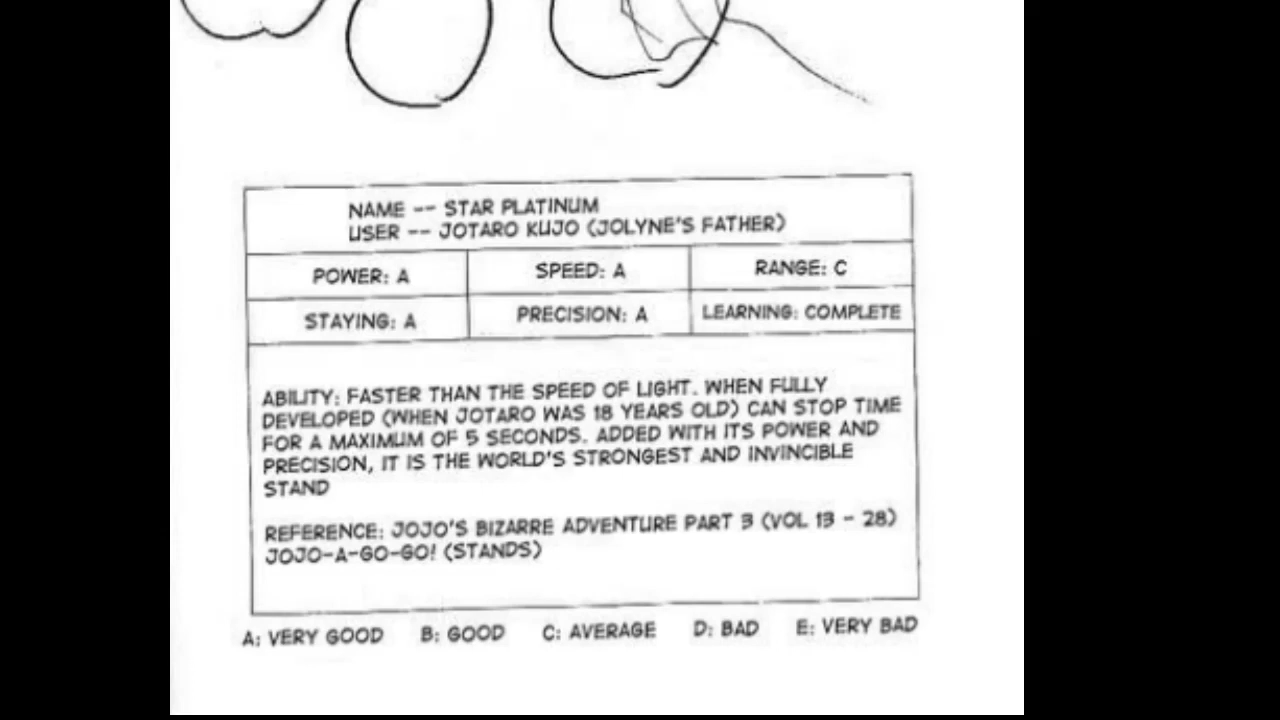 NAME -- STAR PLATINUM
USER -- JOTARO KUJO (JOLYNE'S FATHER)
POWER: A SPEED: A RANGE: C
STAYING: A PRECISION: A LEARNING: COMPLETE
ABILITY: FASTER THAN THE SPEED OF LIGHT. WHEN FULLY
DEVELOPED (WHEN JOTARO WAS 18 YEARS OLD) CAN STOP TIME
FOR A MAXIMUM OF 5 SECONDS. ADDED WITH ITS POWER AND
PRECISION, IT IS THE WORLD'S STRONGEST AND INVINCIBLE
STAND
REFERENCE: JOJO'S BIZARRE ADVENTURE PART 3 (VOL 13 - 28)
JOJO-A-GO-GO! (STANDS)
A: VERY GOOD B: GOOD C: AVERAGE D: BAD E: VERY BAD